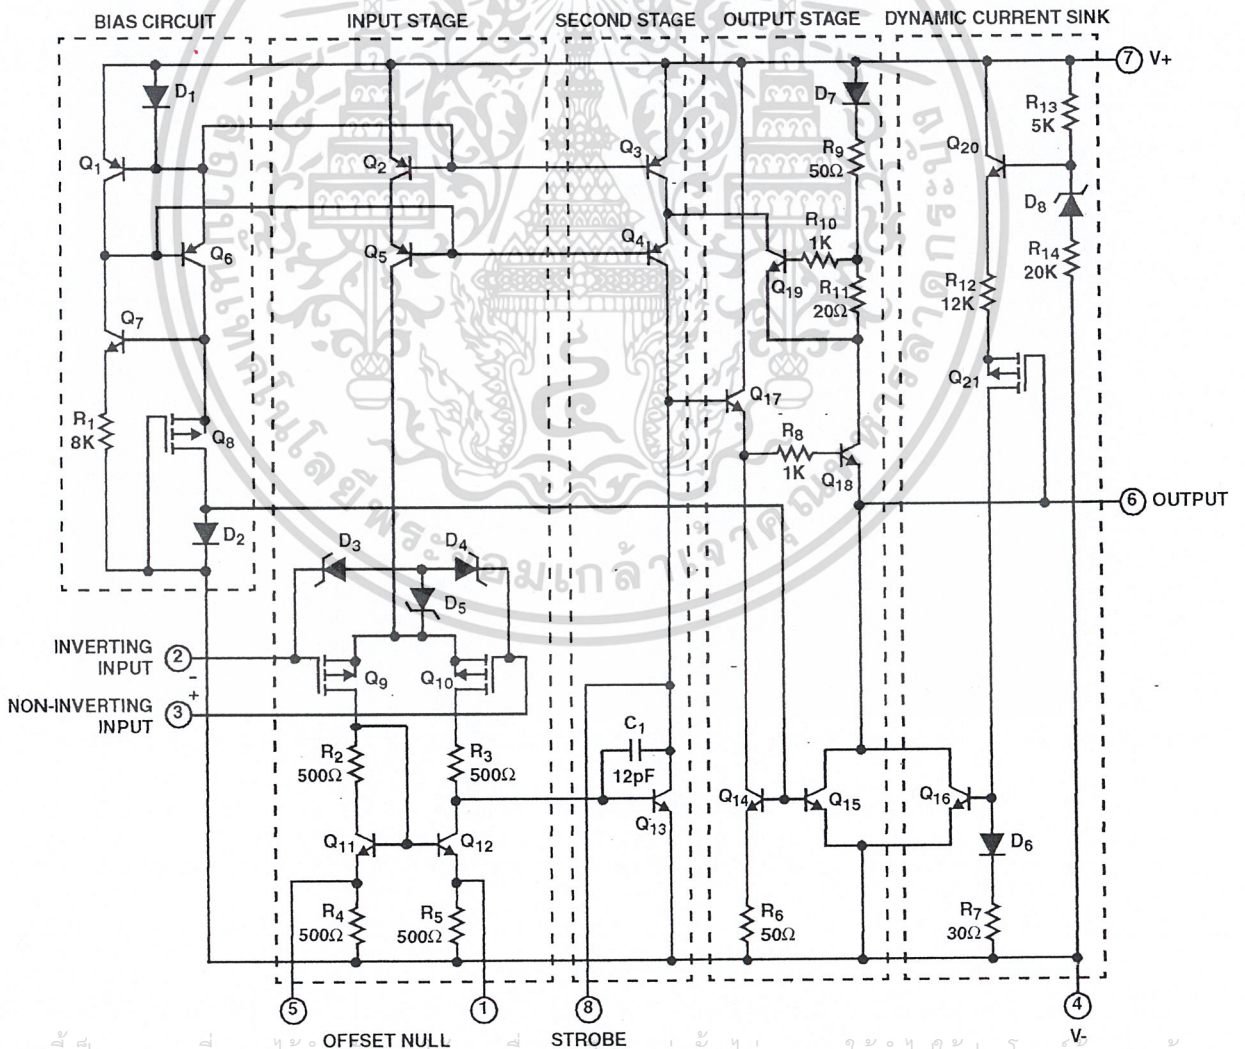 BIAS CIRCUIT
INPUT STAGE
SECOND STAGE
OUTPUT STAGE
DYNAMIC CURRENT SINK
7 V+
D1
D7
R13
5K
Q1
Q2
Q3
R9
50Ω
Q20
D8
Q6
Q5
Q4
R10
1K
Q19
R11
20Ω
R14
20K
R12
12K
Q7
Q21
R1
8K
Q8
Q17
R8
1K
Q18
6 OUTPUT
D2
D3
D4
D5
INVERTING
INPUT
2
-
Q9
Q10
+
NON-INVERTING
INPUT
3
R2
500Ω
R3
500Ω
C1
12pF
Q13
Q14
Q15
Q16
Q11
Q12
D6
R4
500Ω
R5
500Ω
R6
50Ω
R7
30Ω
5
1
8
4
OFFSET NULL
STROBE
V-